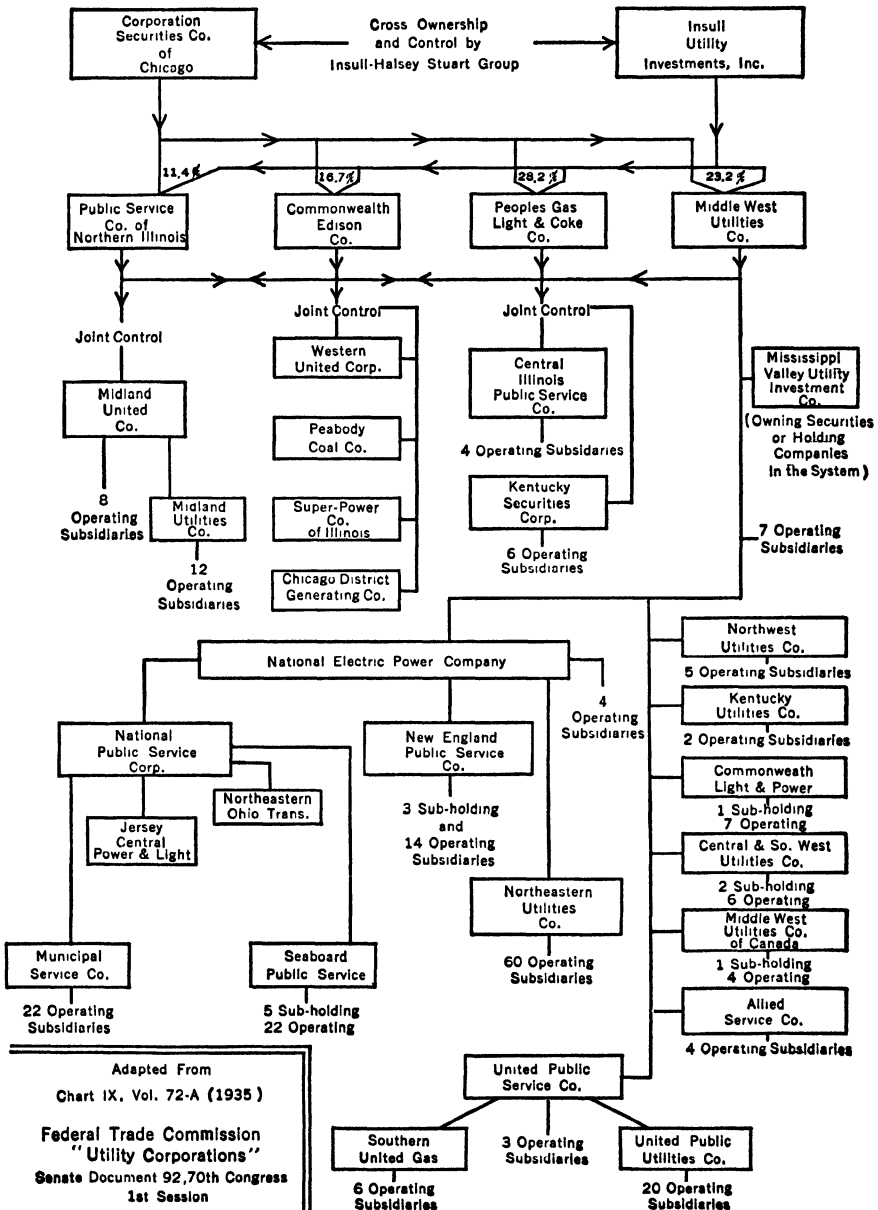 Corporation
Securities Co.
of
Chicago
Cross Ownership
and Control by
Insull-Halsey Stuart Group
Insull
Utility
Investments, Inc.
11.4%
16.7%
28.2%
23.2%
Public Service
Co. of
Northern Illinois
Commonwealth
Edison
Co.
Peoples Gas
Light & Coke
Co.
Middle West
Utilities
Co.
Joint Control
Midland
United
Co.
8
Operating
Subsidiaries
Midland
Utilities
Co.
12
Operating
Subsidiaries
Joint Control
Western
United Corp.
Peabody
Coal Co.
Super-Power
Co.
of Illinois
Chicago District
Generating Co.
Joint Control
Central
Illinois
Public Service
Co.
4 Operating Subsidaries
Kentucky
Securities
Corp.
6 Operating
Subsidiaries
Mississippi
Valley Utility
Investment
Co.
(Owning Securities
or Holding
Companies
in the System)
7 Operating
Subsidiaries
National Electric Power Company
4
Operating
Subsidiaries
National
Public Service
Corp.
Jersey
Central
Power & Light
Northeastern
Ohio Trans.
New England
Public Service
Co.
3 Sub-holding
and
14 Operating
Subsidiaries
Northeastern
Utilities
Co.
60 Operating
Subsidiaries
Municipal
Service Co.
22 Operating
Subsidiaries
Seaboard
Public Service
5 Sub-holding
22 Operating
Northwest
Utilities Co.
5 Operating Subsidiaries
Kentucky
Utilities Co.
2 Operating Subsidiaries
Commonweath
Light & Power
1 Sub-holding
7 Operating
Central & So. West
Utilities Co.
2 Sub-holding
6 Operating
Middle West
Utilities Co.
of Canada
1 Sub-holding
4 Operating
Allied
Service Co.
4 Operating Subsidiaries
United Public
Service Co.
Southern
United Gas
6 Operating
Subsidiaries
3 Operating
Subsidiaries
United Public
Utilities Co.
20 Operating
Subsidiaries
Adapted From
Chart IX, Vol. 72-A (1935)
Federal Trade Commission
"Utility Corporations"
Senate Document 92,70th Congress
1st Session